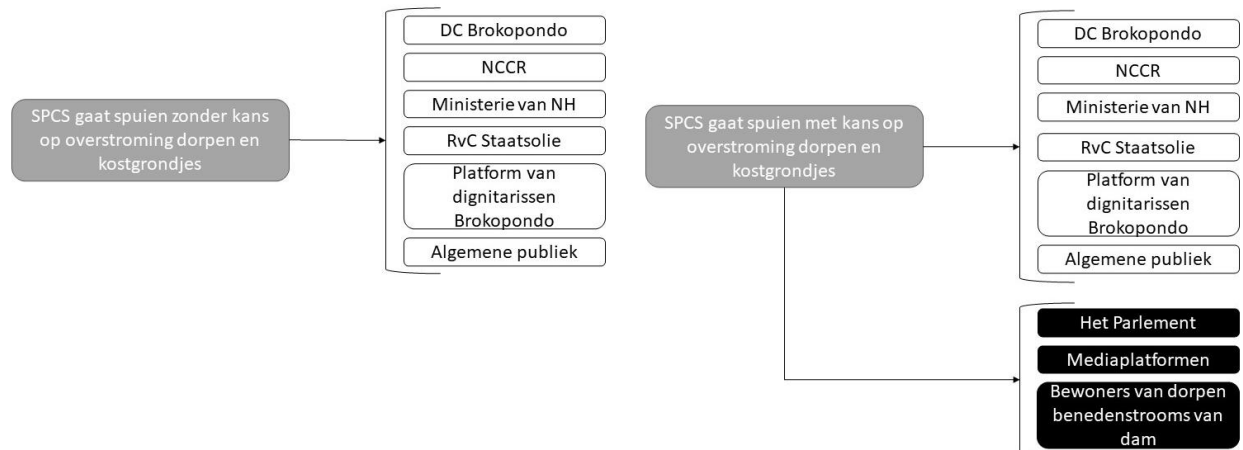 SPCS gaat spuien zonder kans
op overstroming dorpen en
kostgrondjes
DC Brokopondo
NCCR
Ministerie van NH
RvC Staatsolie
Platform van
dignitarissen
Brokopondo
Algemene publiek
SPCS gaat spuien met kans op
overstroming dorpen en
kostgrondjes
DC Brokopondo
NCCR
Ministerie van NH
RvC Staatsolie
Platform van
dignitarissen
Brokopondo
Algemene publiek
Het Parlement
Mediaplatformen
Bewoners van dorpen
benedenstrooms van
dam